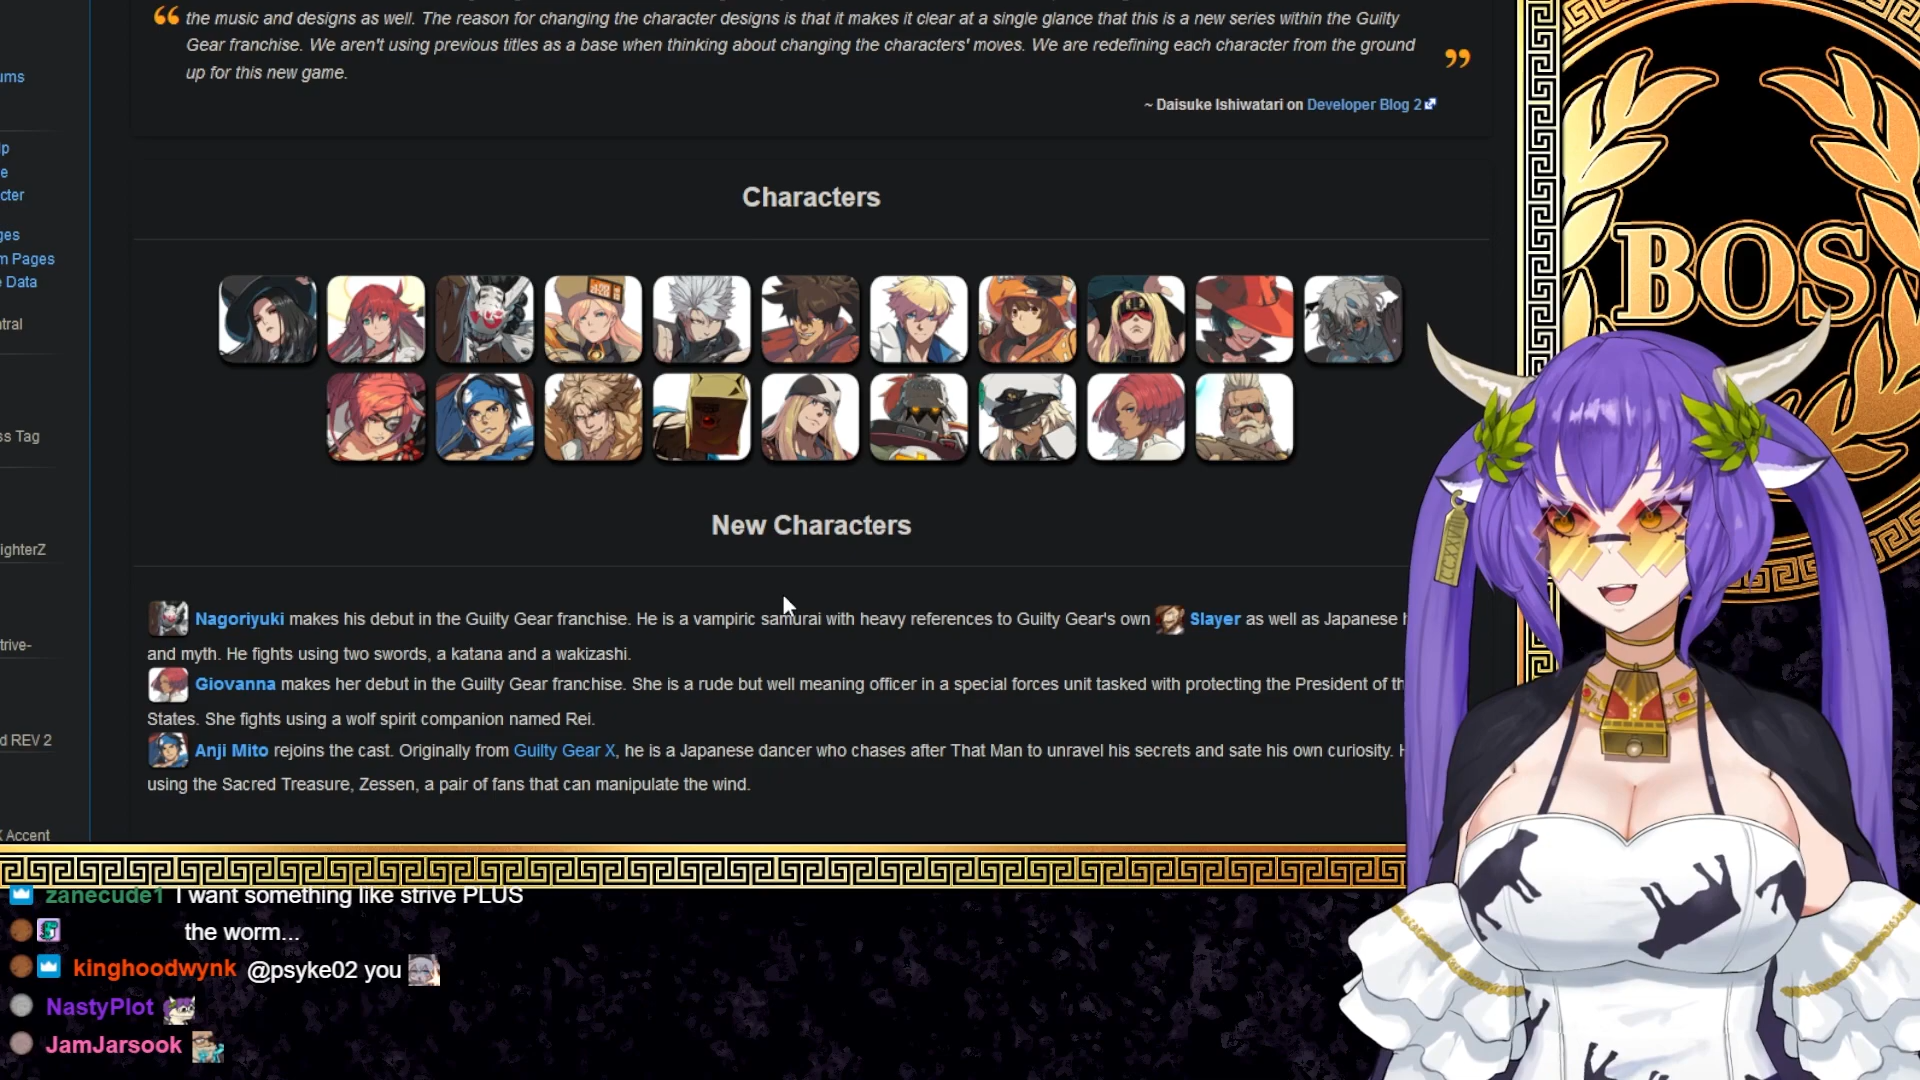 the music and designs as well. The reason for changing the character designs is that it makes it clear at a single glance that this is a new series within the Guilty
Gear franchise. We aren't using previous titles as a base when thinking about changing the characters' moves. We are redefining each character from the ground
up for this new game.
~ Daisuke Ishiwatari on Developer Blog 2
ums
lp
e
cter
ges
m Pages
e Data
tral
ss Tag
ighterZ
trive-
d REV 2
X Accent
Characters
New Characters
Nagoriyuki makes his debut in the Guilty Gear franchise. He is a vampiric samurai with heavy references to Guilty Gear's own Slayer as well as Japanese h
and myth. He fights using two swords, a katana and a wakizashi.
Giovanna makes her debut in the Guilty Gear franchise. She is a rude but well meaning officer in a special forces unit tasked with protecting the President of th
States. She fights using a wolf spirit companion named Rei.
Anji Mito rejoins the cast. Originally from Guilty Gear X, he is a Japanese dancer who chases after That Man to unravel his secrets and sate his own curiosity. H
using the Sacred Treasure, Zessen, a pair of fans that can manipulate the wind.
BOS
CCXXVIII
zanecude1 I want something like strive PLUS
the worm...
kinghoodwynk @psyke02 you
NastyPlot
JamJarsook